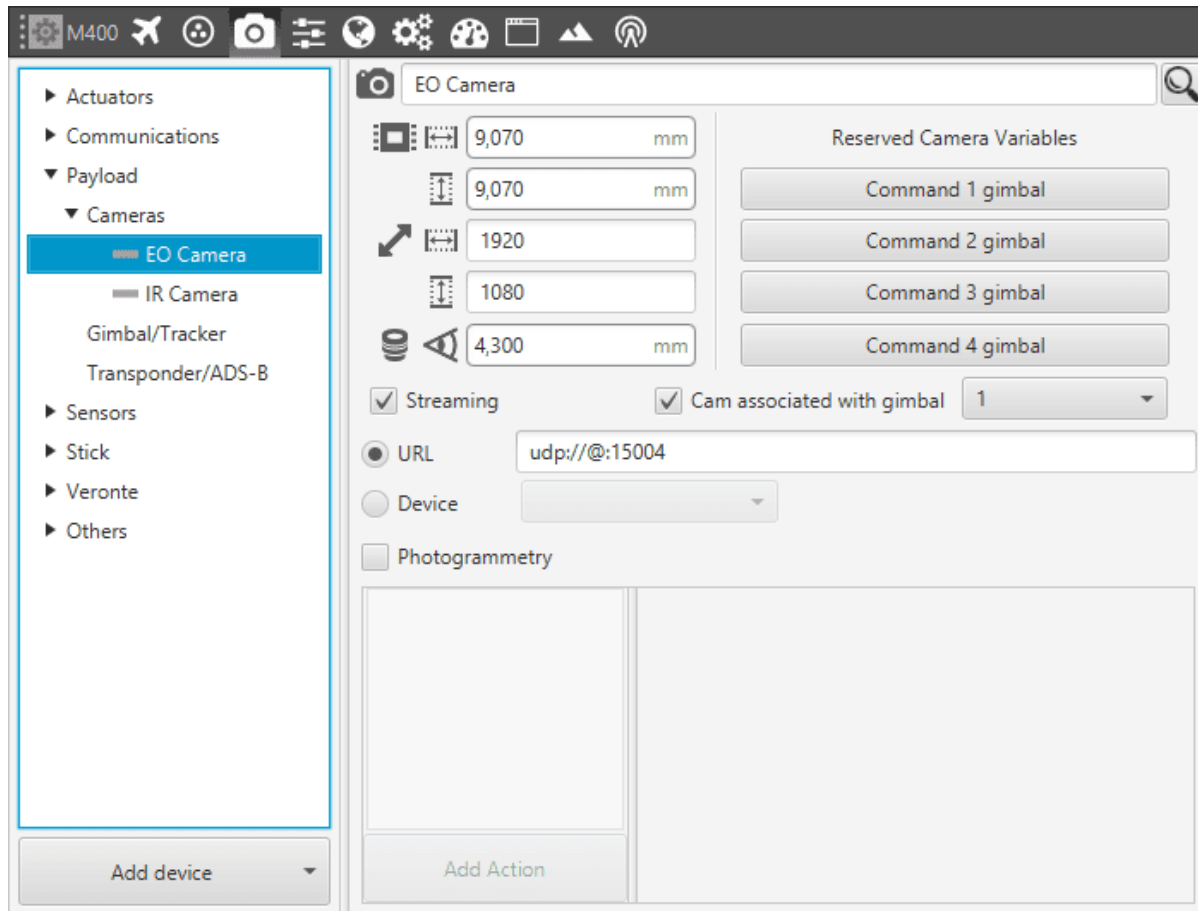 M400
Actuators
Communications
Payload
Cameras
EO Camera
IR Camera
Gimbal/Tracker
Transponder/ADS-B
Sensors
Stick
Veronte
Others
Add device
EO Camera
9,070 mm
Reserved Camera Variables
9,070 mm
Command 1 gimbal
1920
Command 2 gimbal
1080
Command 3 gimbal
4,300 mm
Command 4 gimbal
Streaming
Cam associated with gimbal 1
URL udp://@:15004
Device
Photogrammetry
Add Action